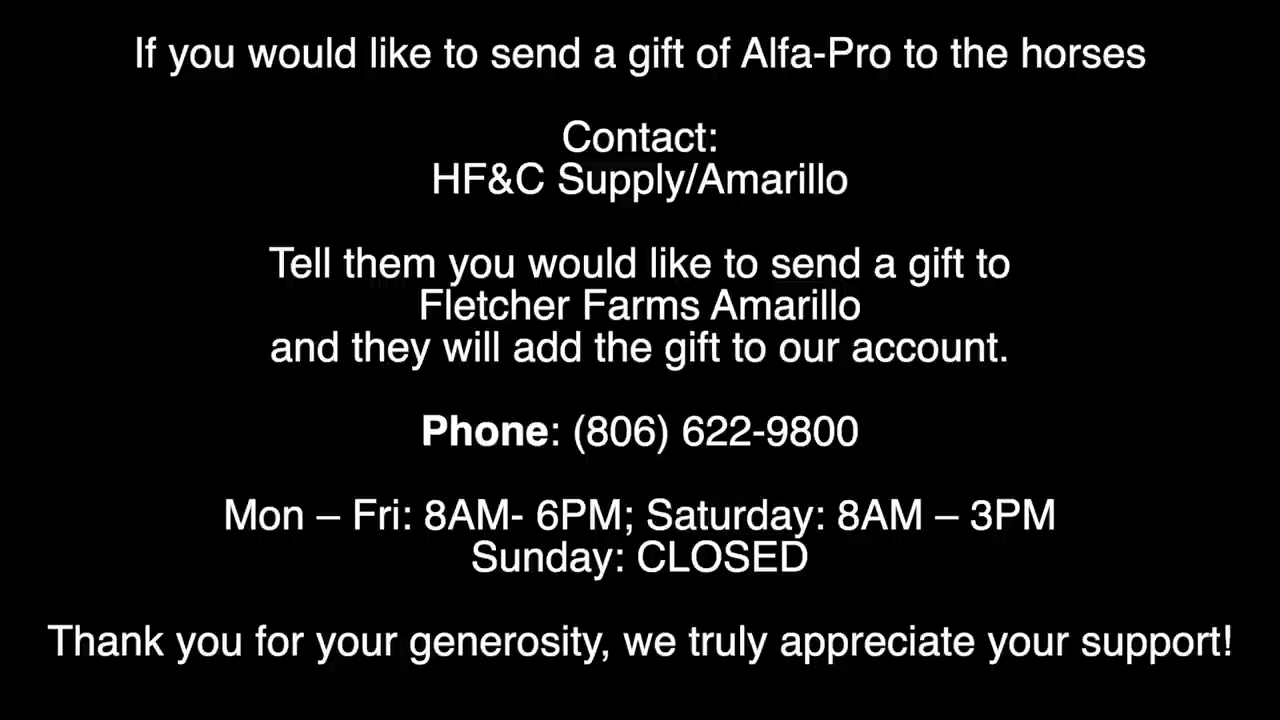 If you would like to send a gift of Alfa-Pro to the horses
Contact:
HF&C Supply/Amarillo
Tell them you would like to send a gift to
Fletcher Farms Amarillo
and they will add the gift to our account.
Phone: (806) 622-9800
Mon – Fri: 8AM- 6PM; Saturday: 8AM – 3PM
Sunday: CLOSED
Thank you for your generosity, we truly appreciate your support!